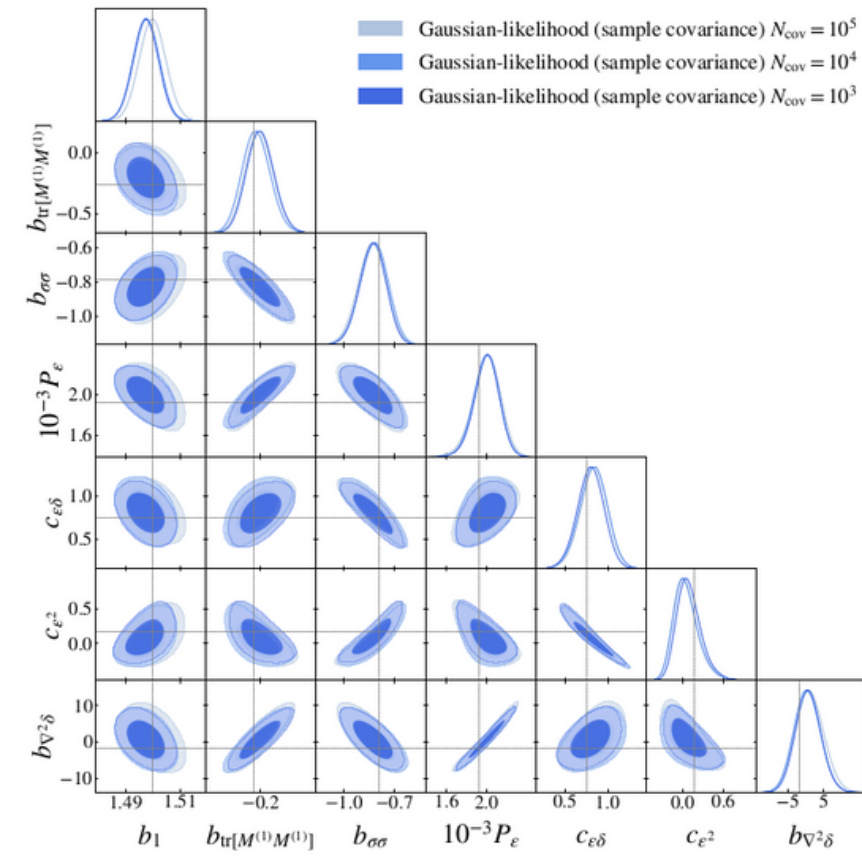 Gaussian-likelihood (sample covariance) N_cov = 10^5
Gaussian-likelihood (sample covariance) N_cov = 10^4
Gaussian-likelihood (sample covariance) N_cov = 10^3
b_tr[M^(1)M^(1)]
0.0
−0.5
b_σσ
−0.6
−0.8
−1.0
10^−3 P_ε
2.0
1.6
c_εδ
1.0
0.5
c_ε^2
0.5
0.0
b_∇^2δ
10
0
−10
1.49 1.51 −0.2 −1.0 −0.7 1.6 2.0 0.5 1.0 0.0 0.6 −5 5
b_1 b_tr[M^(1)M^(1)] b_σσ 10^−3 P_ε c_εδ c_ε^2 b_∇^2δ